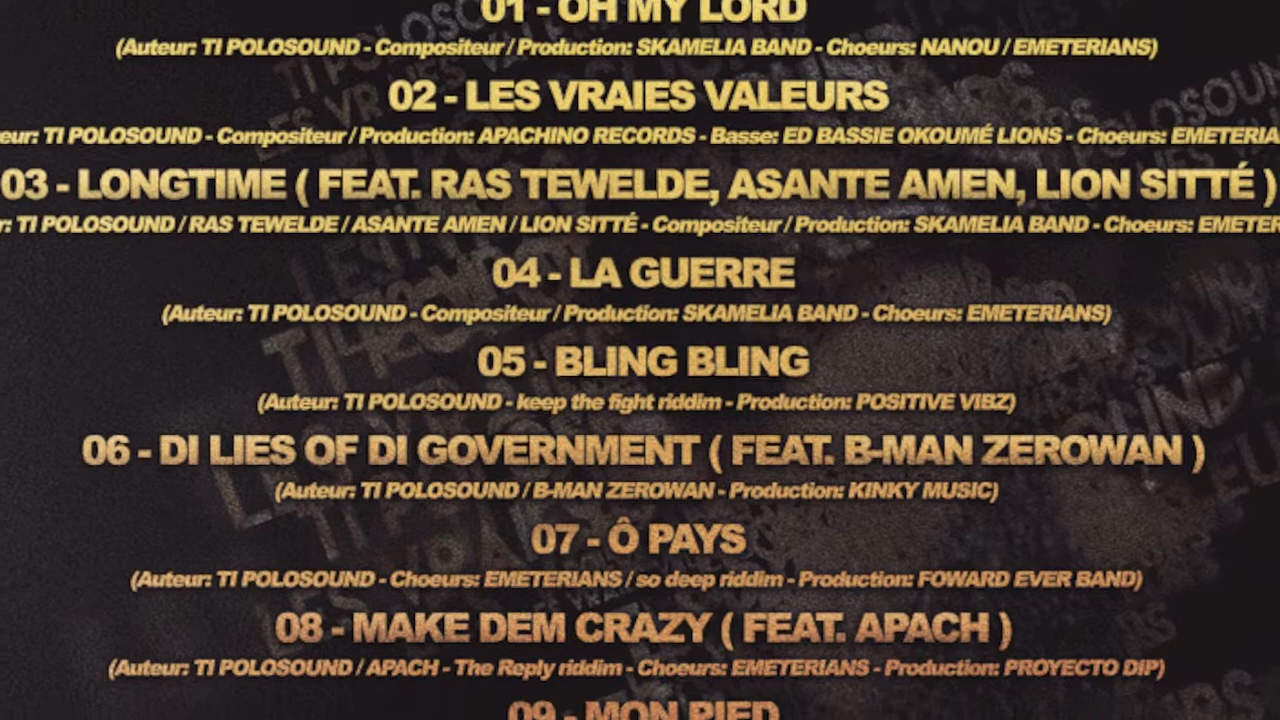 01 - OH MY LORD
(Auteur: TI POLOSOUND - Compositeur / Production: SKAMELIA BAND - Choeurs: NANOU / EMETERIANS)
02 - LES VRAIES VALEURS
TI POLOSOUND - Compositeur / Production: APACHINO RECORDS - Basse: ED BASSIE OKOUMÉ LIONS - Choeurs:
03 - LONGTIME ( FEAT. RAS TEWELDE, ASANTE AMEN, LION SITTÉ )
TI POLOSOUND / RAS TEWELDE / ASANTE AMEN / LION SITTÉ - Compositeur / Production: SKAMELIA BAND - Choeurs:
04 - LA GUERRE
(Auteur: TI POLOSOUND - Compositeur / Production: SKAMELIA BAND - Choeurs: EMETERIANS)
05 - BLING BLING
(Auteur: TI POLOSOUND - keep the fight riddim - Production: POSITIVE VIBZ)
06 - DI LIES OF DI GOVERNMENT ( FEAT. B-MAN ZEROWAN )
(Auteur: TI POLOSOUND / B-MAN ZEROWAN - Production: KINKY MUSIC)
07 - Ô PAYS
(Auteur: TI POLOSOUND - Choeurs: EMETERIANS / so deep riddim - Production: FOWARD EVER BAND)
08 - MAKE DEM CRAZY ( FEAT. APACH )
(Auteur: TI POLOSOUND / APACH - The Reply riddim - Choeurs: EMETERIANS - Production: PROYECTO DIP)
09 - MON PIED